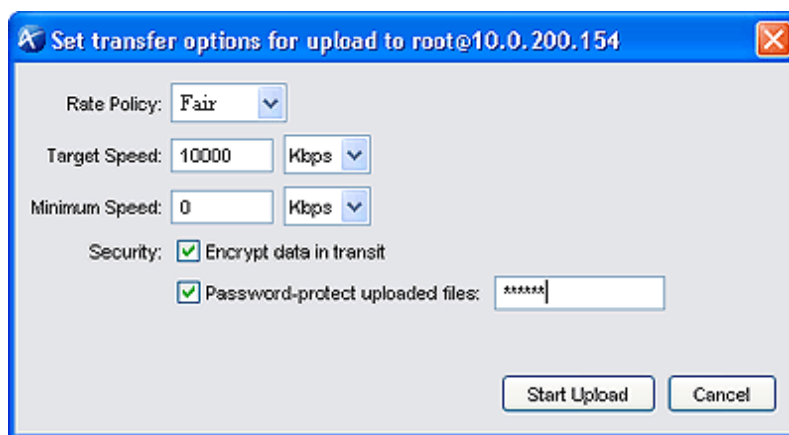 Set transfer options for upload to root@10.0.200.154
Rate Policy: Fair
Target Speed: 10000 Kbps
Minimum Speed: 0 Kbps
Security: Encrypt data in transit
Password-protect uploaded files: ******
Start Upload Cancel